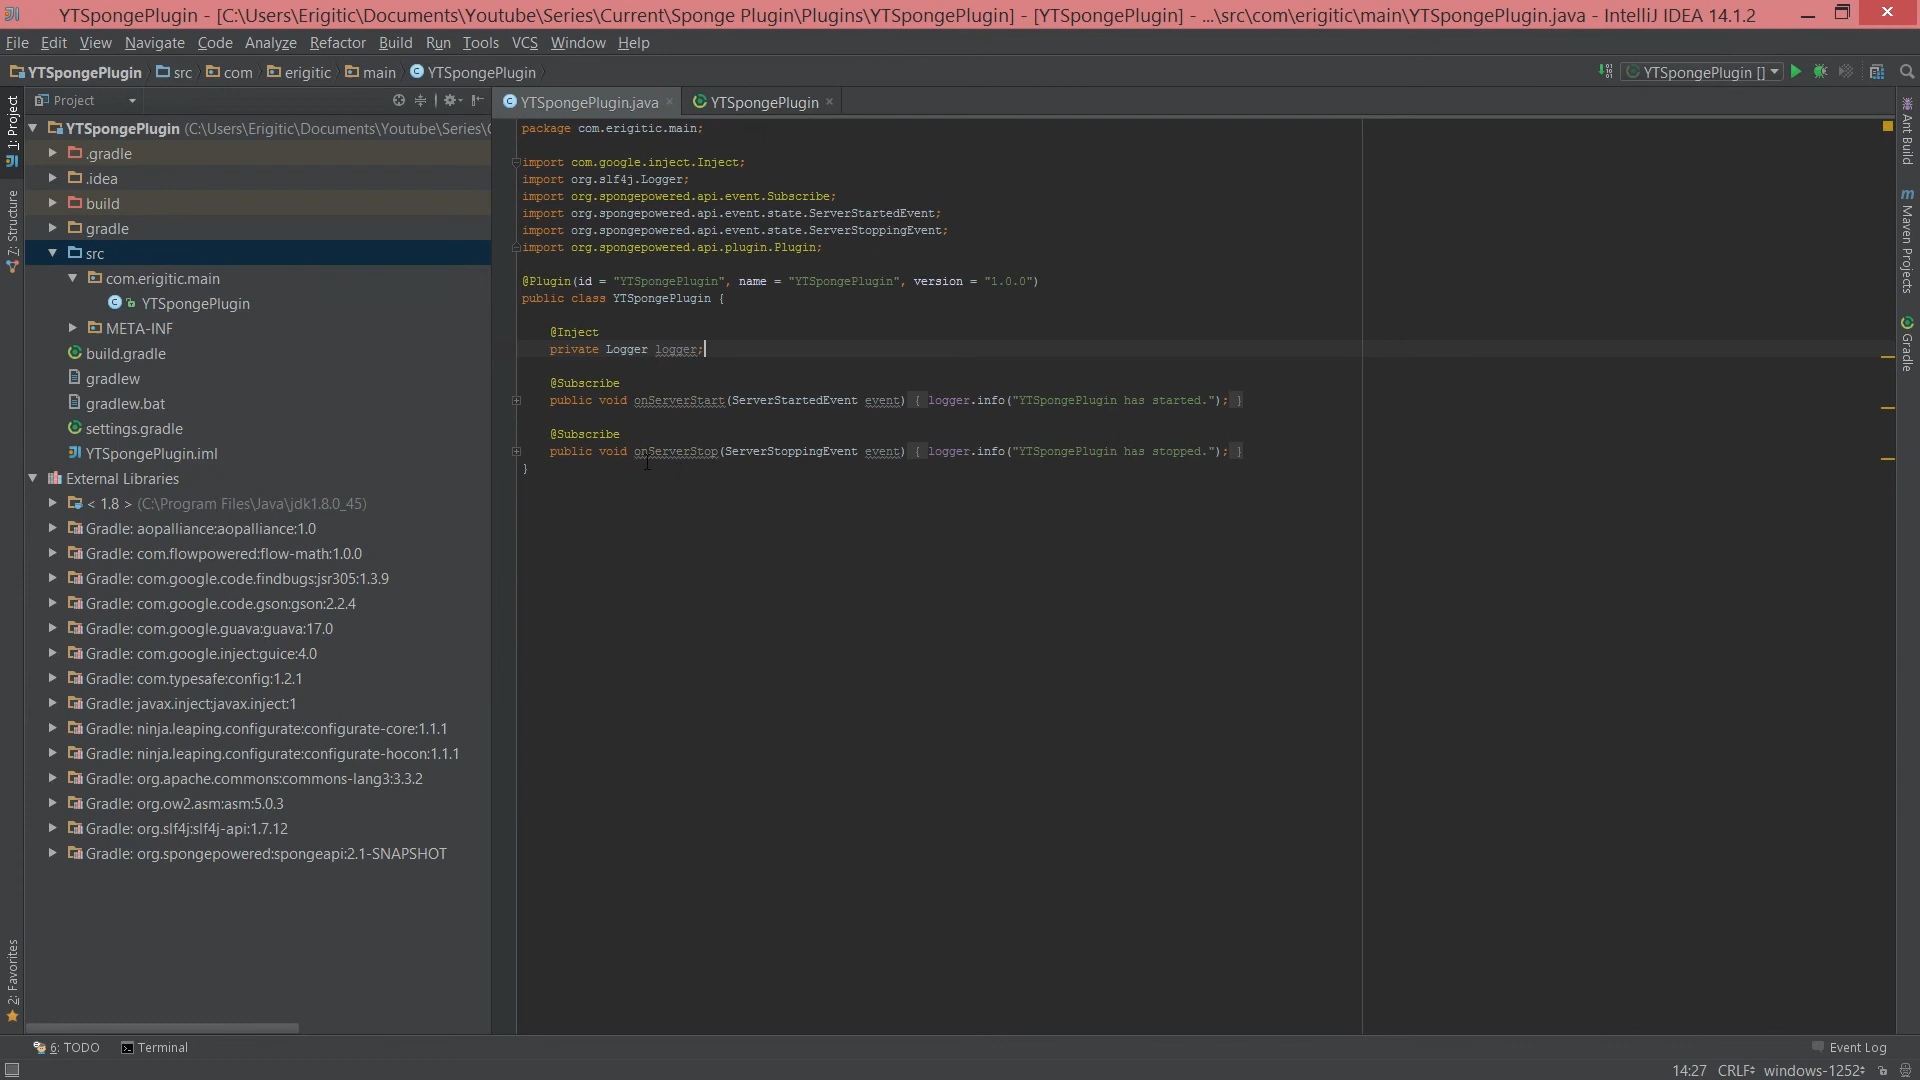 YTSpongePlugin - [C:\Users\Erigitic\Documents\Youtube\Series\Current\Sponge Plugin\Plugins\YTSpongePlugin] - [YTSpongePlugin] - ...\src\com\erigitic\main\YTSpongePlugin.java - IntelliJ IDEA 14.1.2
File Edit View Navigate Code Analyze Refactor Build Run Tools VCS Window Help
YTSpongePlugin src com erigitic main YTSpongePlugin
YTSpongePlugin []
Project
YTSpongePlugin.java
YTSpongePlugin
1: Project
7: Structure
2: Favorites
YTSpongePlugin (C:\Users\Erigitic\Documents\Youtube\Series\
.gradle
.idea
build
gradle
src
com.erigitic.main
YTSpongePlugin
META-INF
build.gradle
gradlew
gradlew.bat
settings.gradle
YTSpongePlugin.iml
External Libraries
< 1.8 > (C:\Program Files\Java\jdk1.8.0_45)
Gradle: aopalliance:aopalliance:1.0
Gradle: com.flowpowered:flow-math:1.0.0
Gradle: com.google.code.findbugs:jsr305:1.3.9
Gradle: com.google.code.gson:gson:2.2.4
Gradle: com.google.guava:guava:17.0
Gradle: com.google.inject:guice:4.0
Gradle: com.typesafe:config:1.2.1
Gradle: javax.inject:javax.inject:1
Gradle: ninja.leaping.configurate:configurate-core:1.1.1
Gradle: ninja.leaping.configurate:configurate-hocon:1.1.1
Gradle: org.apache.commons:commons-lang3:3.3.2
Gradle: org.ow2.asm:asm:5.0.3
Gradle: org.slf4j:slf4j-api:1.7.12
Gradle: org.spongepowered:spongeapi:2.1-SNAPSHOT
package com.erigitic.main;
import com.google.inject.Inject;
import org.slf4j.Logger;
import org.spongepowered.api.event.Subscribe;
import org.spongepowered.api.event.state.ServerStartedEvent;
import org.spongepowered.api.event.state.ServerStoppingEvent;
import org.spongepowered.api.plugin.Plugin;
@Plugin(id = "YTSpongePlugin", name = "YTSpongePlugin", version = "1.0.0")
public class YTSpongePlugin {
@Inject
private Logger logger;
@Subscribe
public void onServerStart(ServerStartedEvent event) { logger.info("YTSpongePlugin has started."); }
@Subscribe
public void onServerStop(ServerStoppingEvent event) { logger.info("YTSpongePlugin has stopped."); }
}
Ant Build
m Maven Projects
Gradle
6: TODO Terminal
Event Log
14:27 CRLF windows-1252